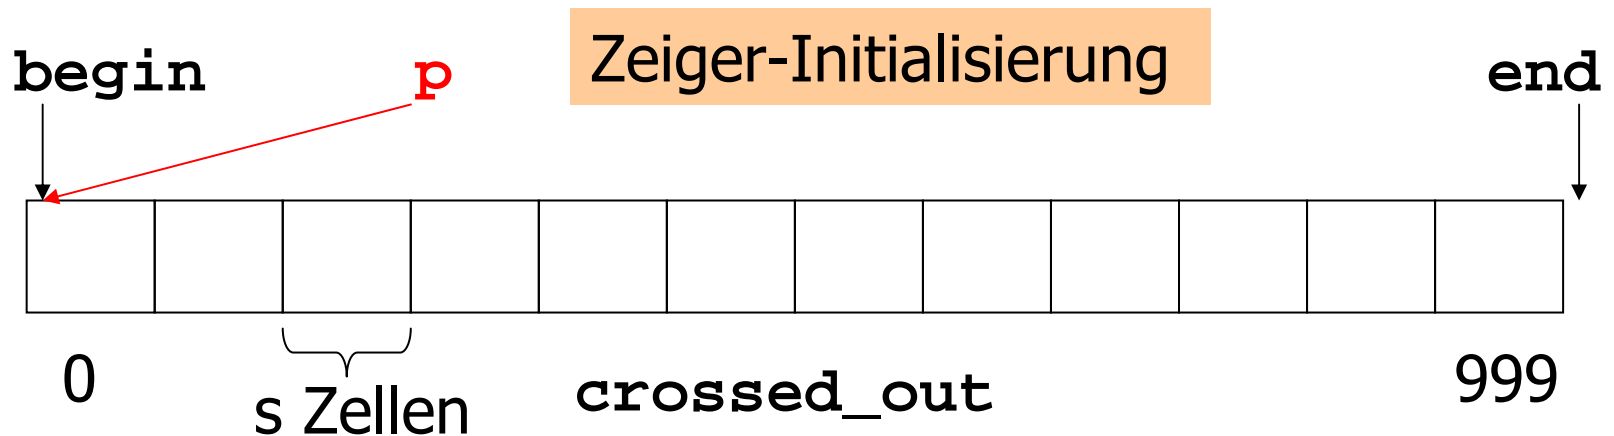 begin p Zeiger-Initialisierung end
0 s Zellen crossed_out 999